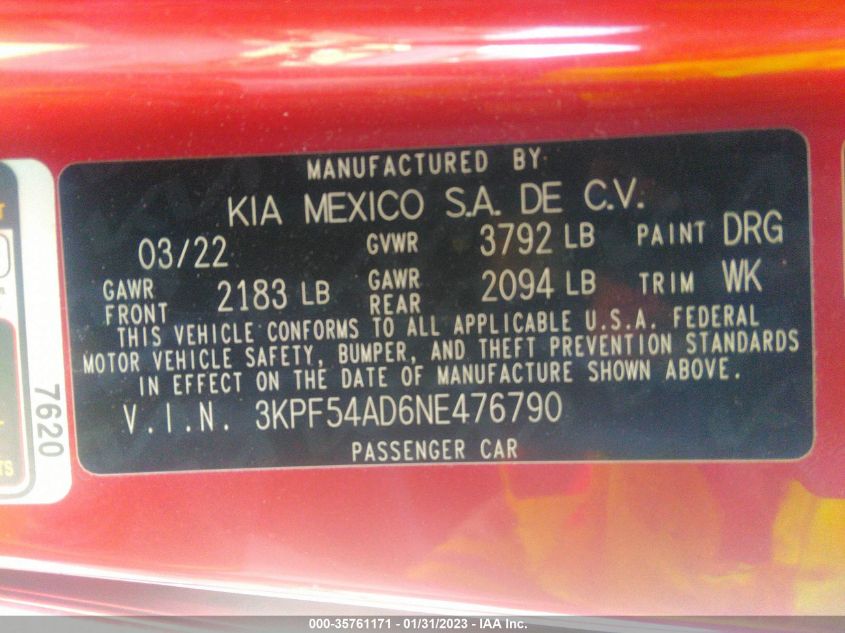 MANUFACTURED BY
KIA MEXICO S.A. DE C.V.
03/22 GVWR 3792 LB PAINT DRG
GAWR FRONT 2183 LB GAWR REAR 2094 LB TRIM WK
THIS VEHICLE CONFORMS TO ALL APPLICABLE U.S.A. FEDERAL
MOTOR VEHICLE SAFETY, BUMPER, AND THEFT PREVENTION STANDARDS
IN EFFECT ON THE DATE OF MANUFACTURE SHOWN ABOVE.
V.I.N. 3KPF54AD6NE476790
PASSENGER CAR
7620
000-35761171 - 01/31/2023 - IAA Inc.